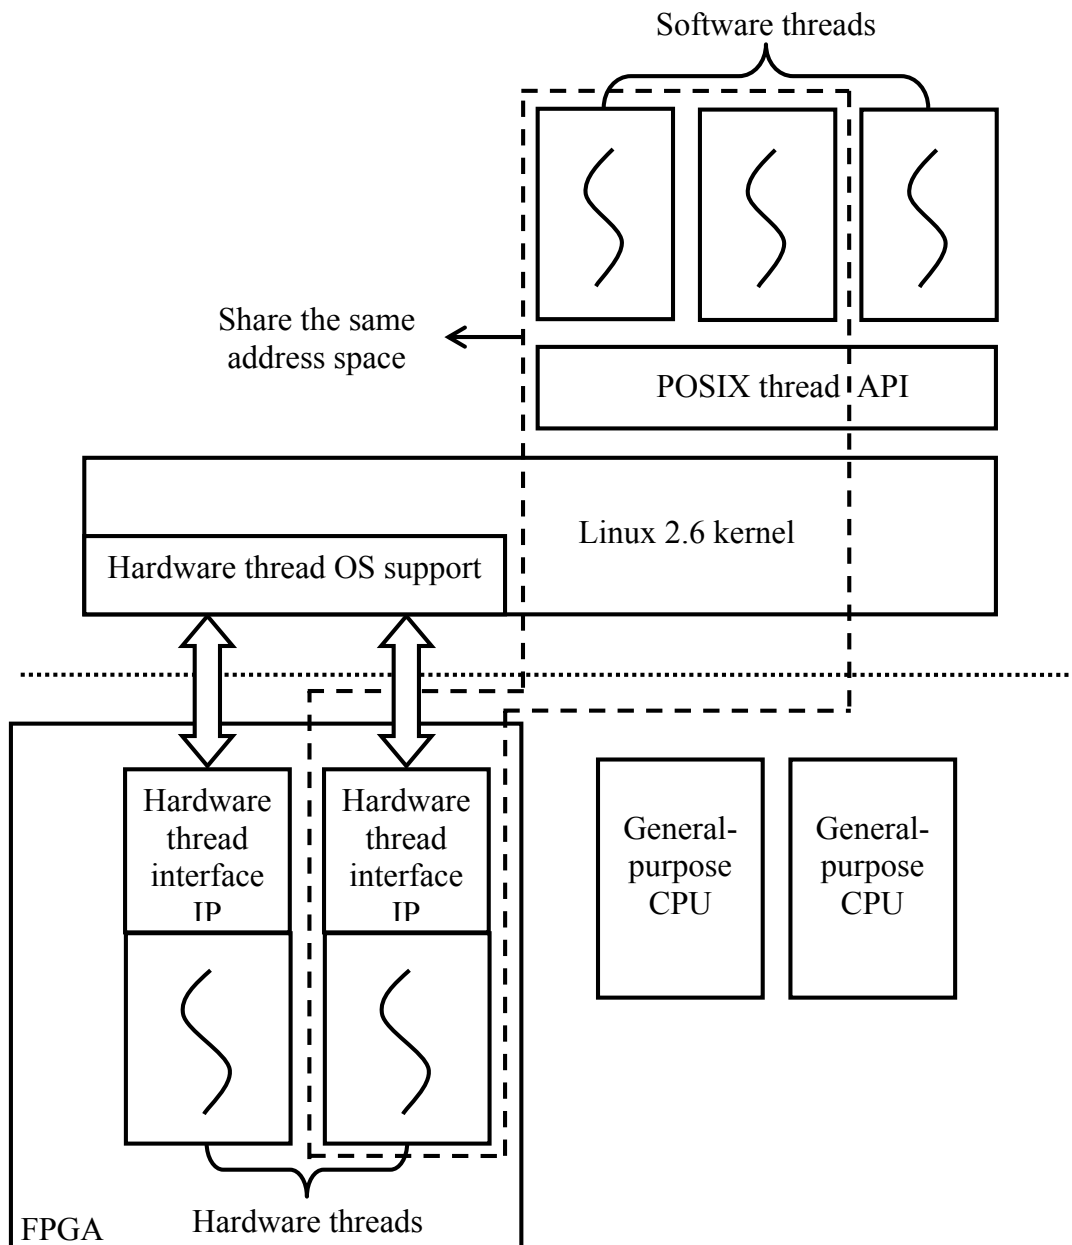 Software threads
Share the same
address space
POSIX thread API
Linux 2.6 kernel
Hardware thread OS support
Hardware
thread
interface
IP
Hardware
thread
interface
IP
General-
purpose
CPU
General-
purpose
CPU
Hardware threads
FPGA